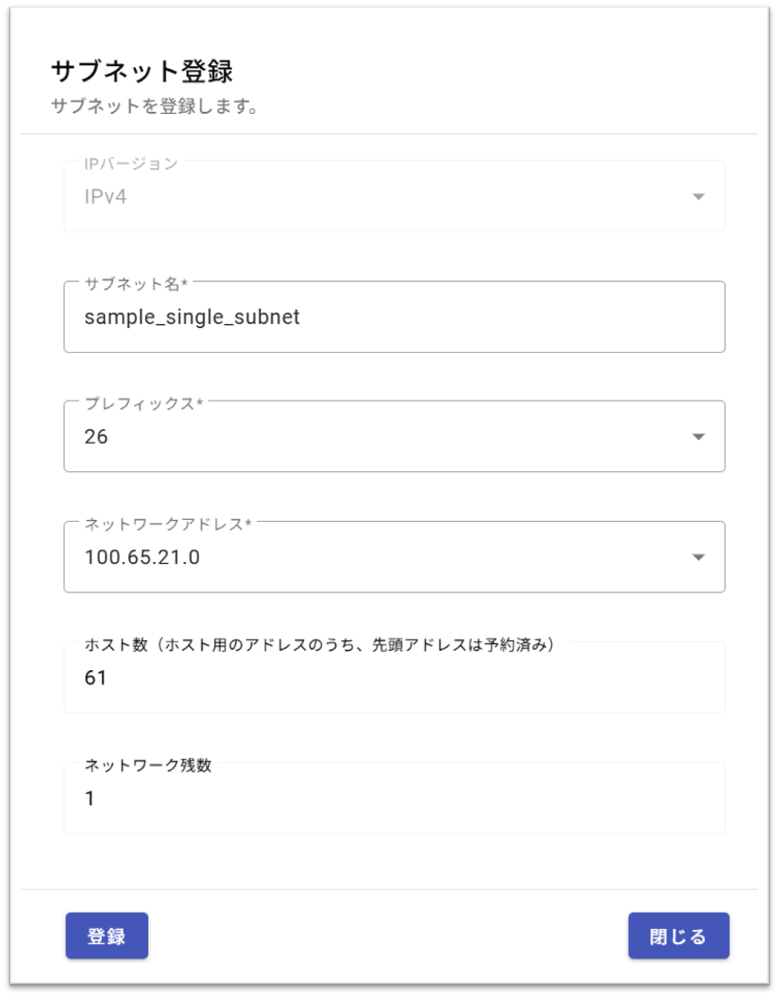 サブネット登録
サブネットを登録します。
IPバージョン
IPv4
サブネット名*
sample_single_subnet
プレフィックス*
26
ネットワークアドレス*
100.65.21.0
ホスト数（ホスト用のアドレスのうち、先頭アドレスは予約済み）
61
ネットワーク残数
1
登録
閉じる